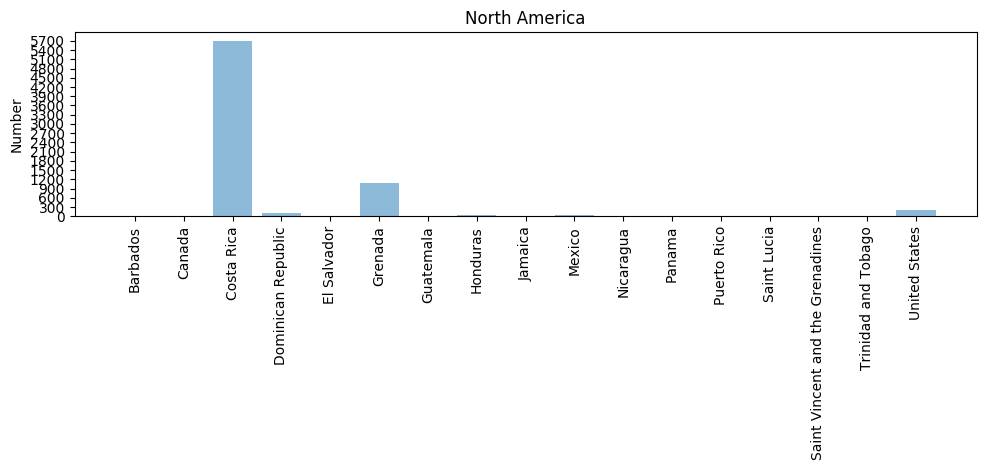 North America
Number
5700
5400
5100
4800
4500
4200
3900
3600
3300
3000
2700
2400
2100
1800
1500
1200
900
600
300
0
Barbados
Canada
Costa Rica
Dominican Republic
El Salvador
Grenada
Guatemala
Honduras
Jamaica
Mexico
Nicaragua
Panama
Puerto Rico
Saint Lucia
Saint Vincent and the Grenadines
Trinidad and Tobago
United States